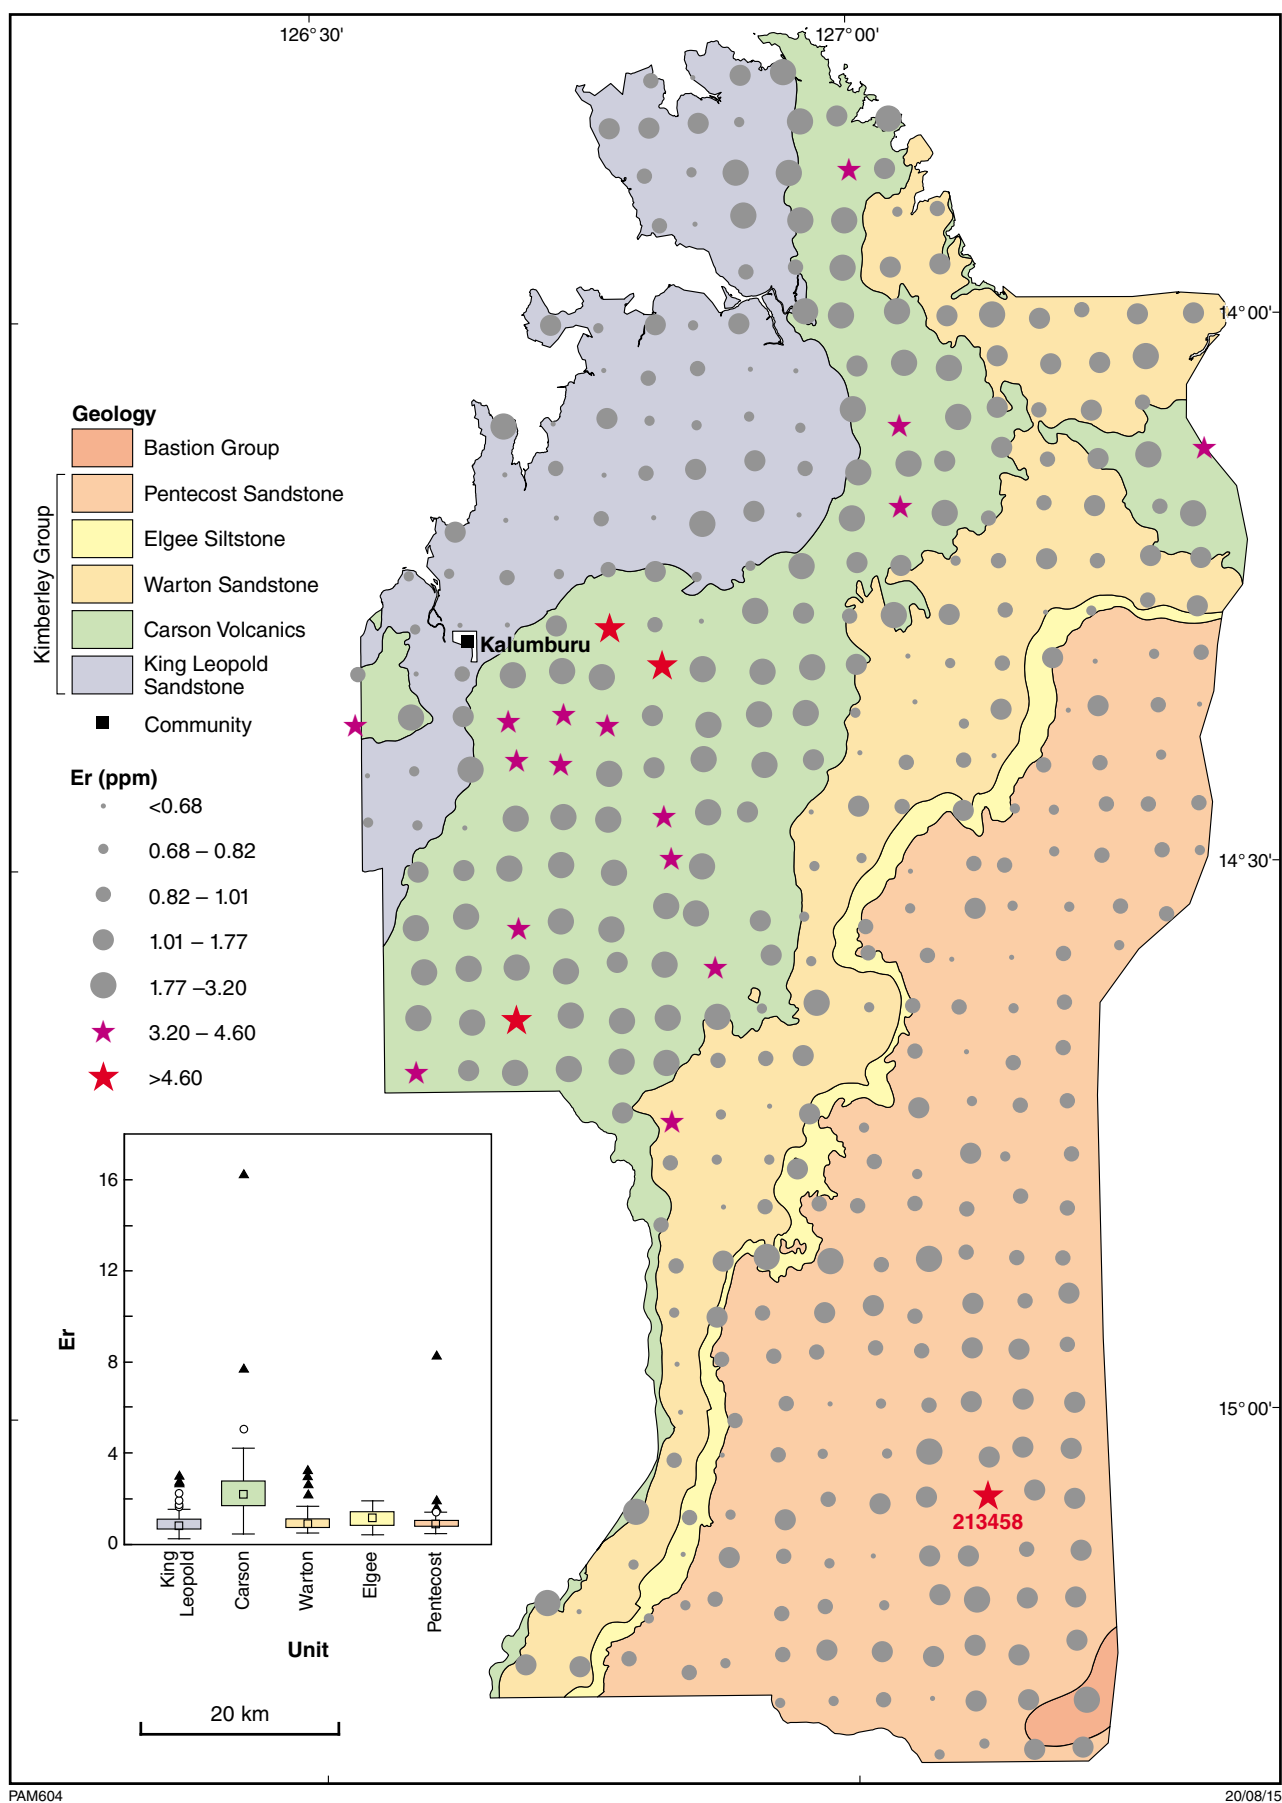 126°30'
127°00'
14°00'
Geology
Bastion Group
Kimberley Group
Pentecost Sandstone
Elgee Siltstone
Warton Sandstone
Carson Volcanics
King Leopold
Sandstone
Community
Kalumburu
Er (ppm)
<0.68
0.68 – 0.82
0.82 – 1.01
1.01 – 1.77
1.77 –3.20
3.20 – 4.60
>4.60
14°30'
15°00'
213458
16
12
8
4
0
Er
King
Leopold
Carson
Warton
Elgee
Pentecost
Unit
20 km
PAM604
20/08/15